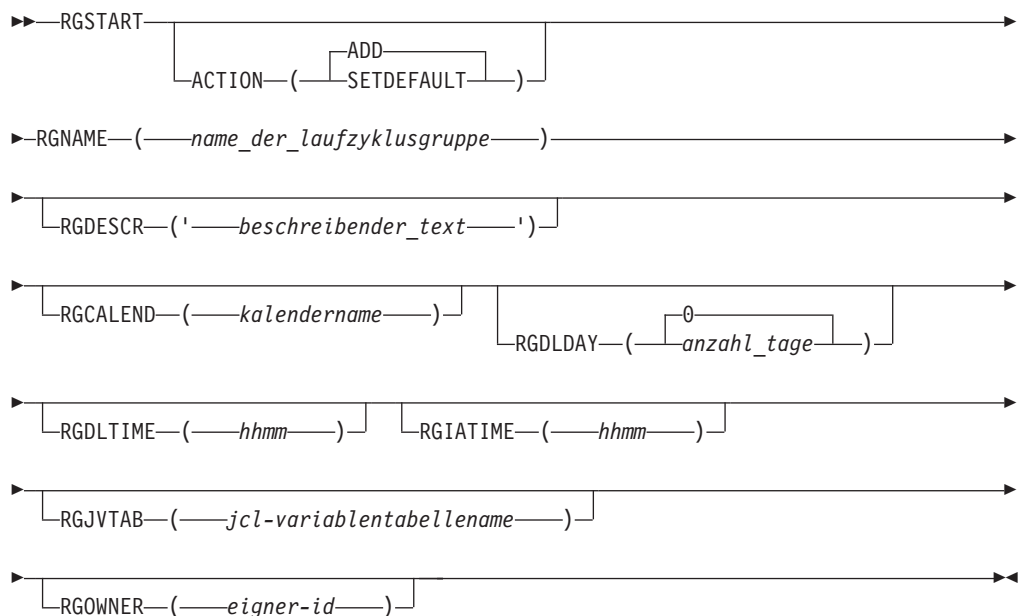 RGSTART
ADD
ACTION ( SETDEFAULT )
RGNAME ( name_der_laufzyklusgruppe )
RGDESCR (' beschreibender_text ')
0
RGCALEND ( kalendername ) RGDLDAY ( anzahl_tage )
RGDLTIME ( hhmm ) RGIATIME ( hhmm )
RGJVTAB ( jcl-variablentabellename )
RGOWNER ( eigner-id )